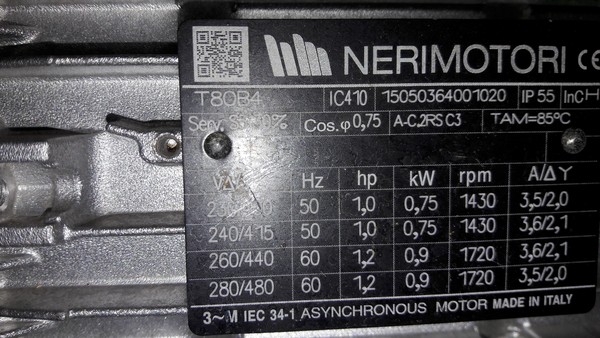 NERIMOTORI CE
T80B4 IC410 15050364001020 IP 55 InCl H
Serv. Cos.φ 0,75 A-C.2RS C3 TAM=85°C
Hz hp kW rpm A/Δ Y
50 1,0 0,75 1430 3,5/2,0
240/415 50 1,0 0,75 1430 3,6/2,1
260/440 60 1,2 0,9 1720 3,6/2,1
280/480 60 1,2 0,9 1720 3,5/2,0
3~M IEC 34-1 ASYNCHRONOUS MOTOR MADE IN ITALY